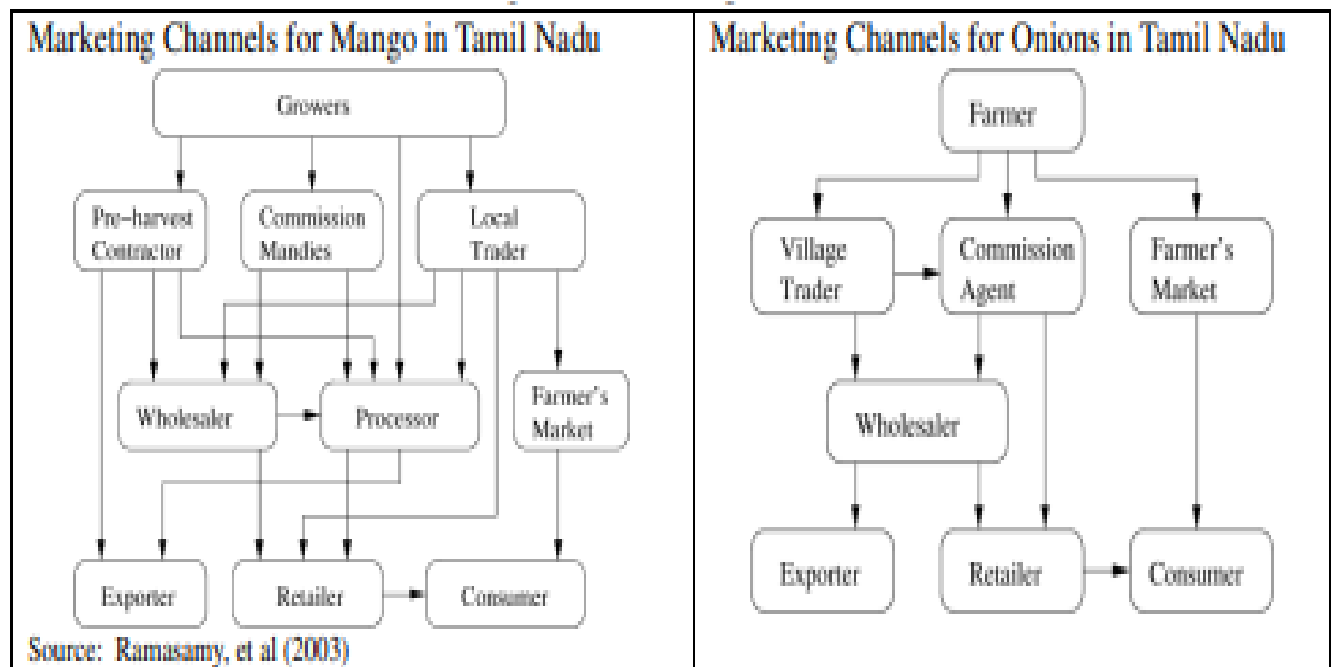 Marketing Channels for Mango in Tamil Nadu
Growers
Pre-harvest
Contractor
Commission
Mandies
Local
Trader
Wholesaler
Processor
Farmer's
Market
Exporter
Retailer
Consumer
Source: Ramasamy, et al (2003)
Marketing Channels for Onions in Tamil Nadu
Farmer
Village
Trader
Commission
Agent
Farmer's
Market
Wholesaler
Exporter
Retailer
Consumer